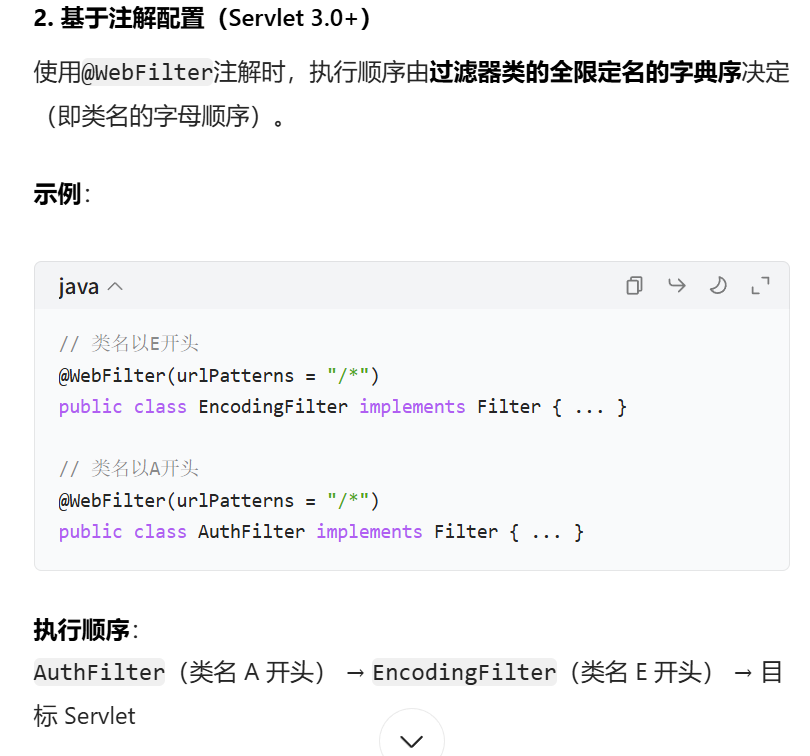 2. 基于注解配置（Servlet 3.0+）
使用@WebFilter注解时，执行顺序由过滤器类的全限定名的字典序决定
（即类名的字母顺序）。
示例：
java
// 类名以E开头
@WebFilter(urlPatterns = "/*")
public class EncodingFilter implements Filter { ... }
// 类名以A开头
@WebFilter(urlPatterns = "/*")
public class AuthFilter implements Filter { ... }
执行顺序：
AuthFilter（类名 A 开头） → EncodingFilter（类名 E 开头） → 目
标 Servlet